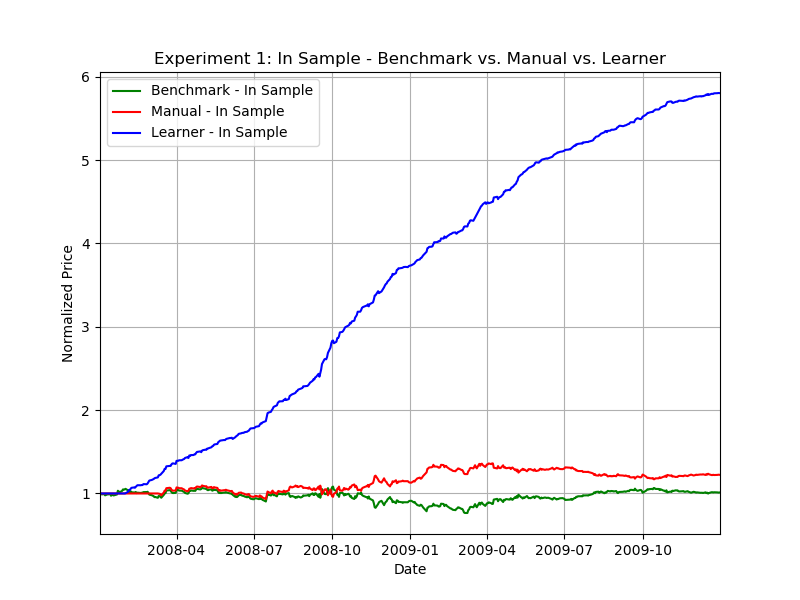 Experiment 1: In Sample - Benchmark vs. Manual vs. Learner
Benchmark - In Sample
Manual - In Sample
Learner - In Sample
6
5
4
3
2
1
Normalized Price
2008-04
2008-07
2008-10
2009-01
2009-04
2009-07
2009-10
Date